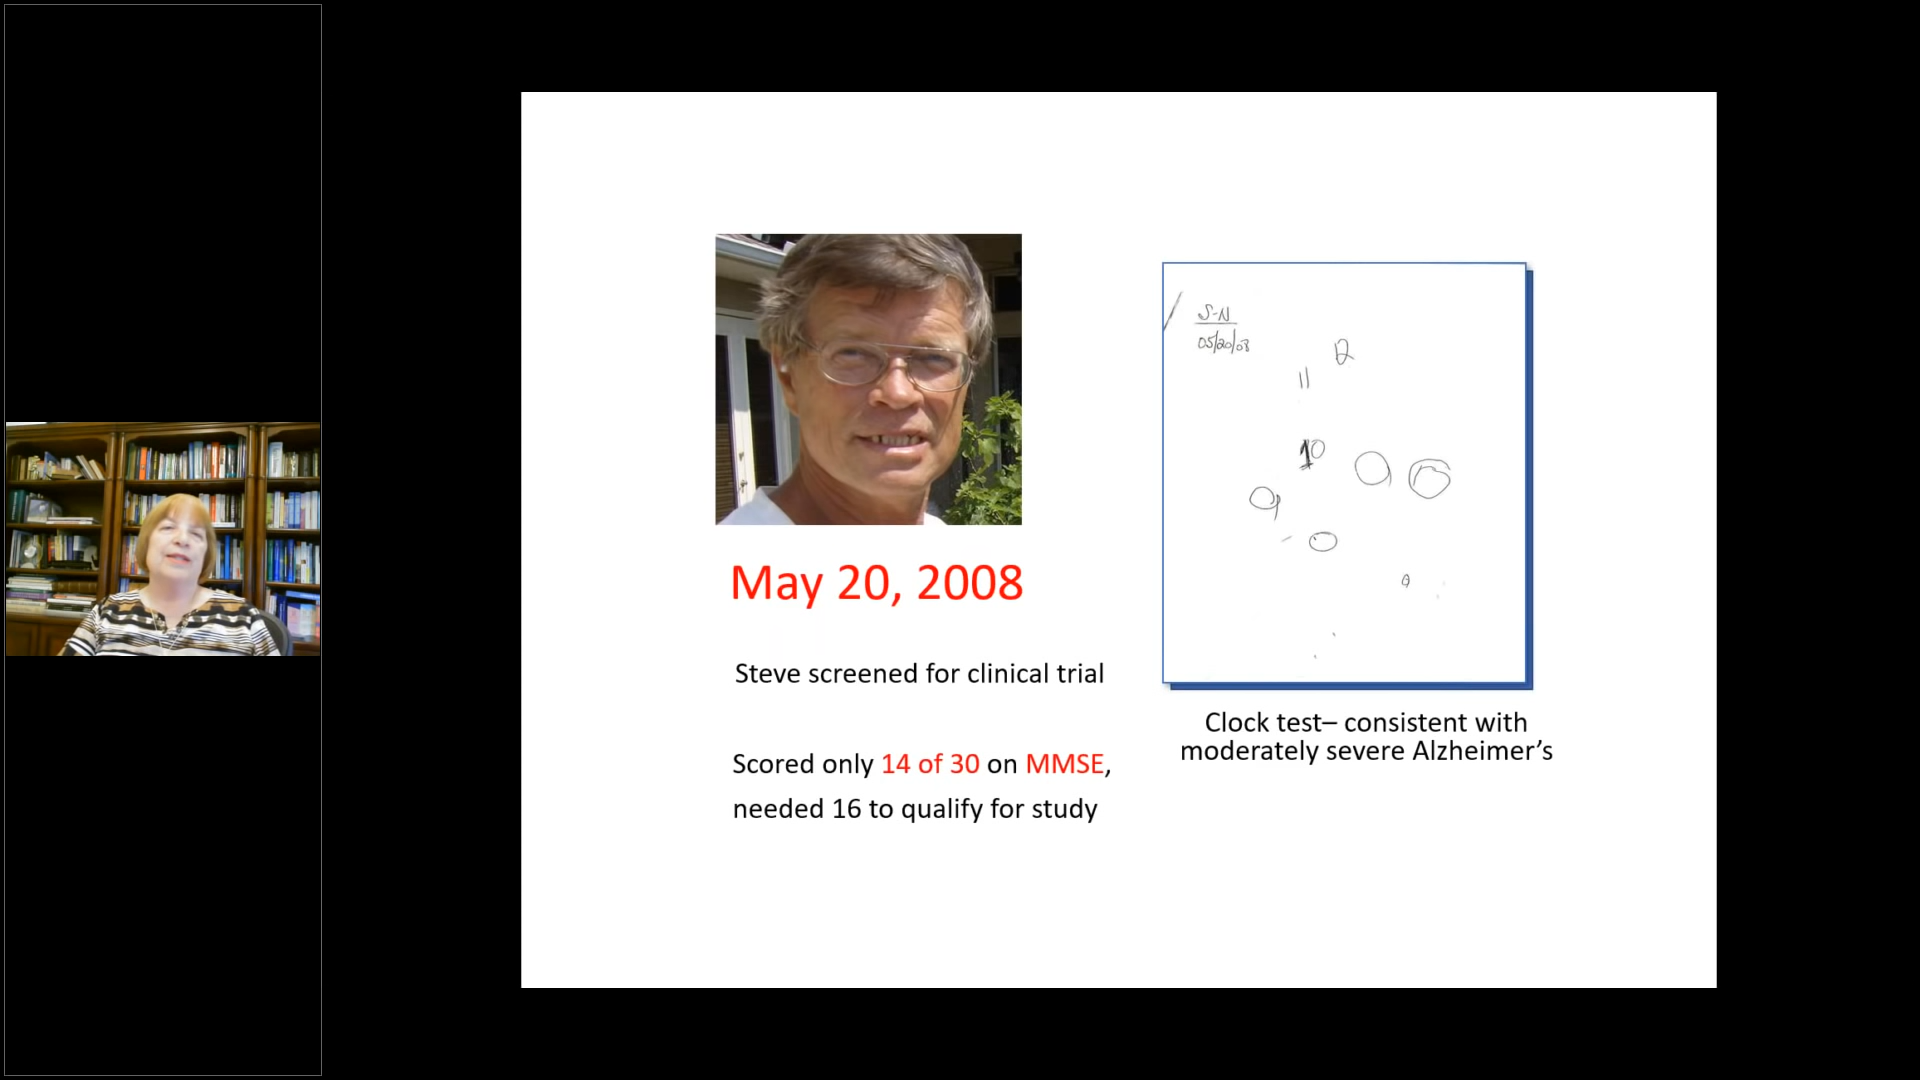 May 20, 2008
Steve screened for clinical trial
Scored only 14 of 30 on MMSE,
needed 16 to qualify for study
S-N
05/20/08
12
11
10
9
Clock test– consistent with
moderately severe Alzheimer’s